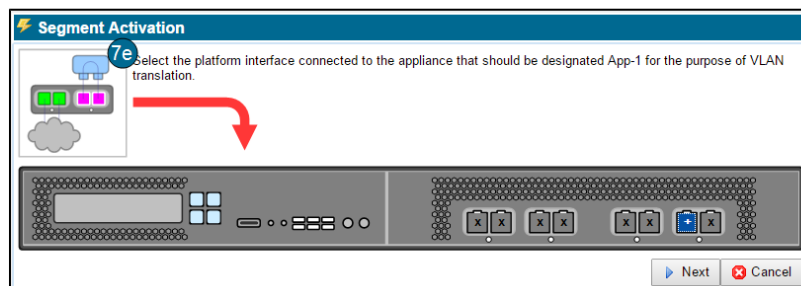 Segment Activation
7e
Select the platform interface connected to the appliance that should be designated App-1 for the purpose of VLAN
translation.
x x x x x x + x
Next Cancel